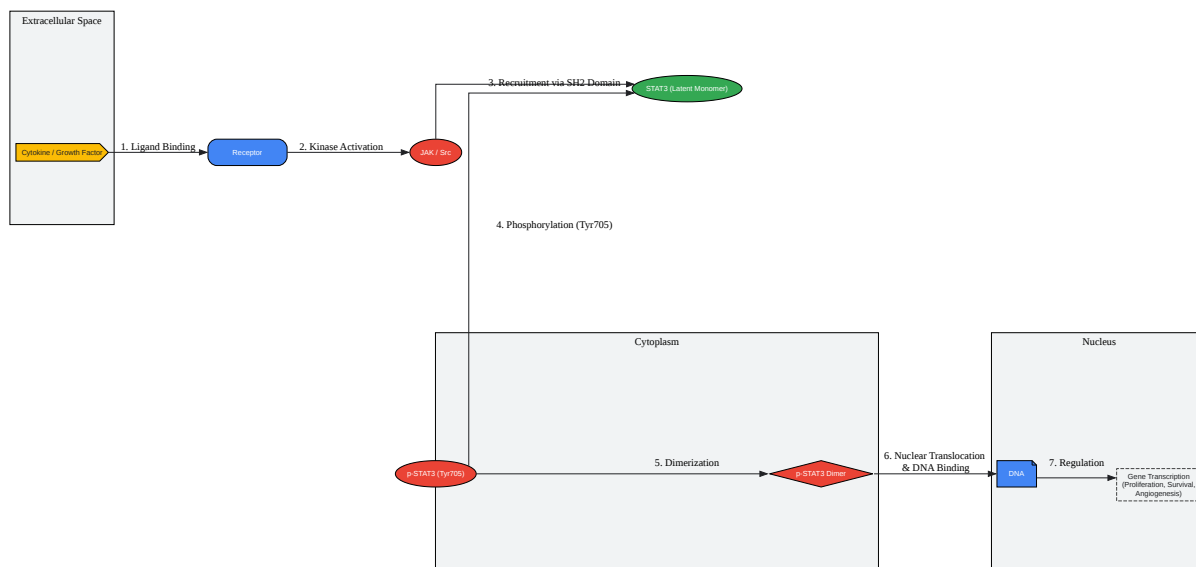 Extracellular Space
3. Recruitment via SH2 Domain
STAT3 (Latent Monomer)
Cytokine / Growth Factor
1. Ligand Binding
Receptor
2. Kinase Activation
JAK / Src
4. Phosphorylation (Tyr705)
Cytoplasm
Nucleus
p-STAT3 (Tyr705)
5. Dimerization
p-STAT3 Dimer
6. Nuclear Translocation
& DNA Binding
DNA
7. Regulation
Gene Transcription
(Proliferation, Survival,
Angiogenesis)